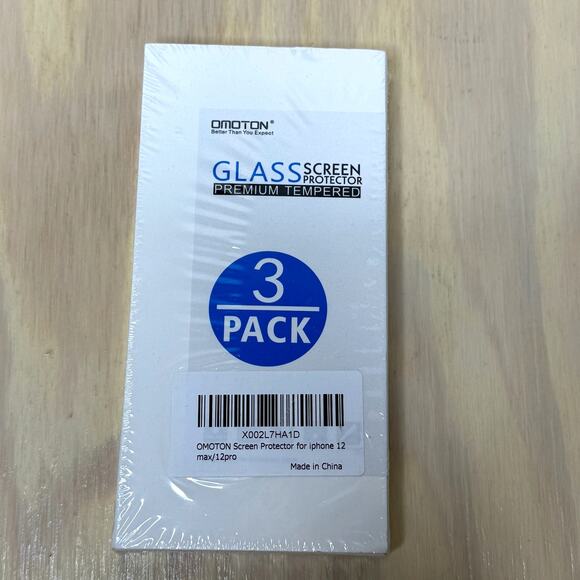 OMOTON®
Better Than You Expect
GLASS SCREEN PROTECTOR
PREMIUM TEMPERED
3
PACK
X002L7HA1D
OMOTON Screen Protector for iphone 12
max/12pro
Made in China